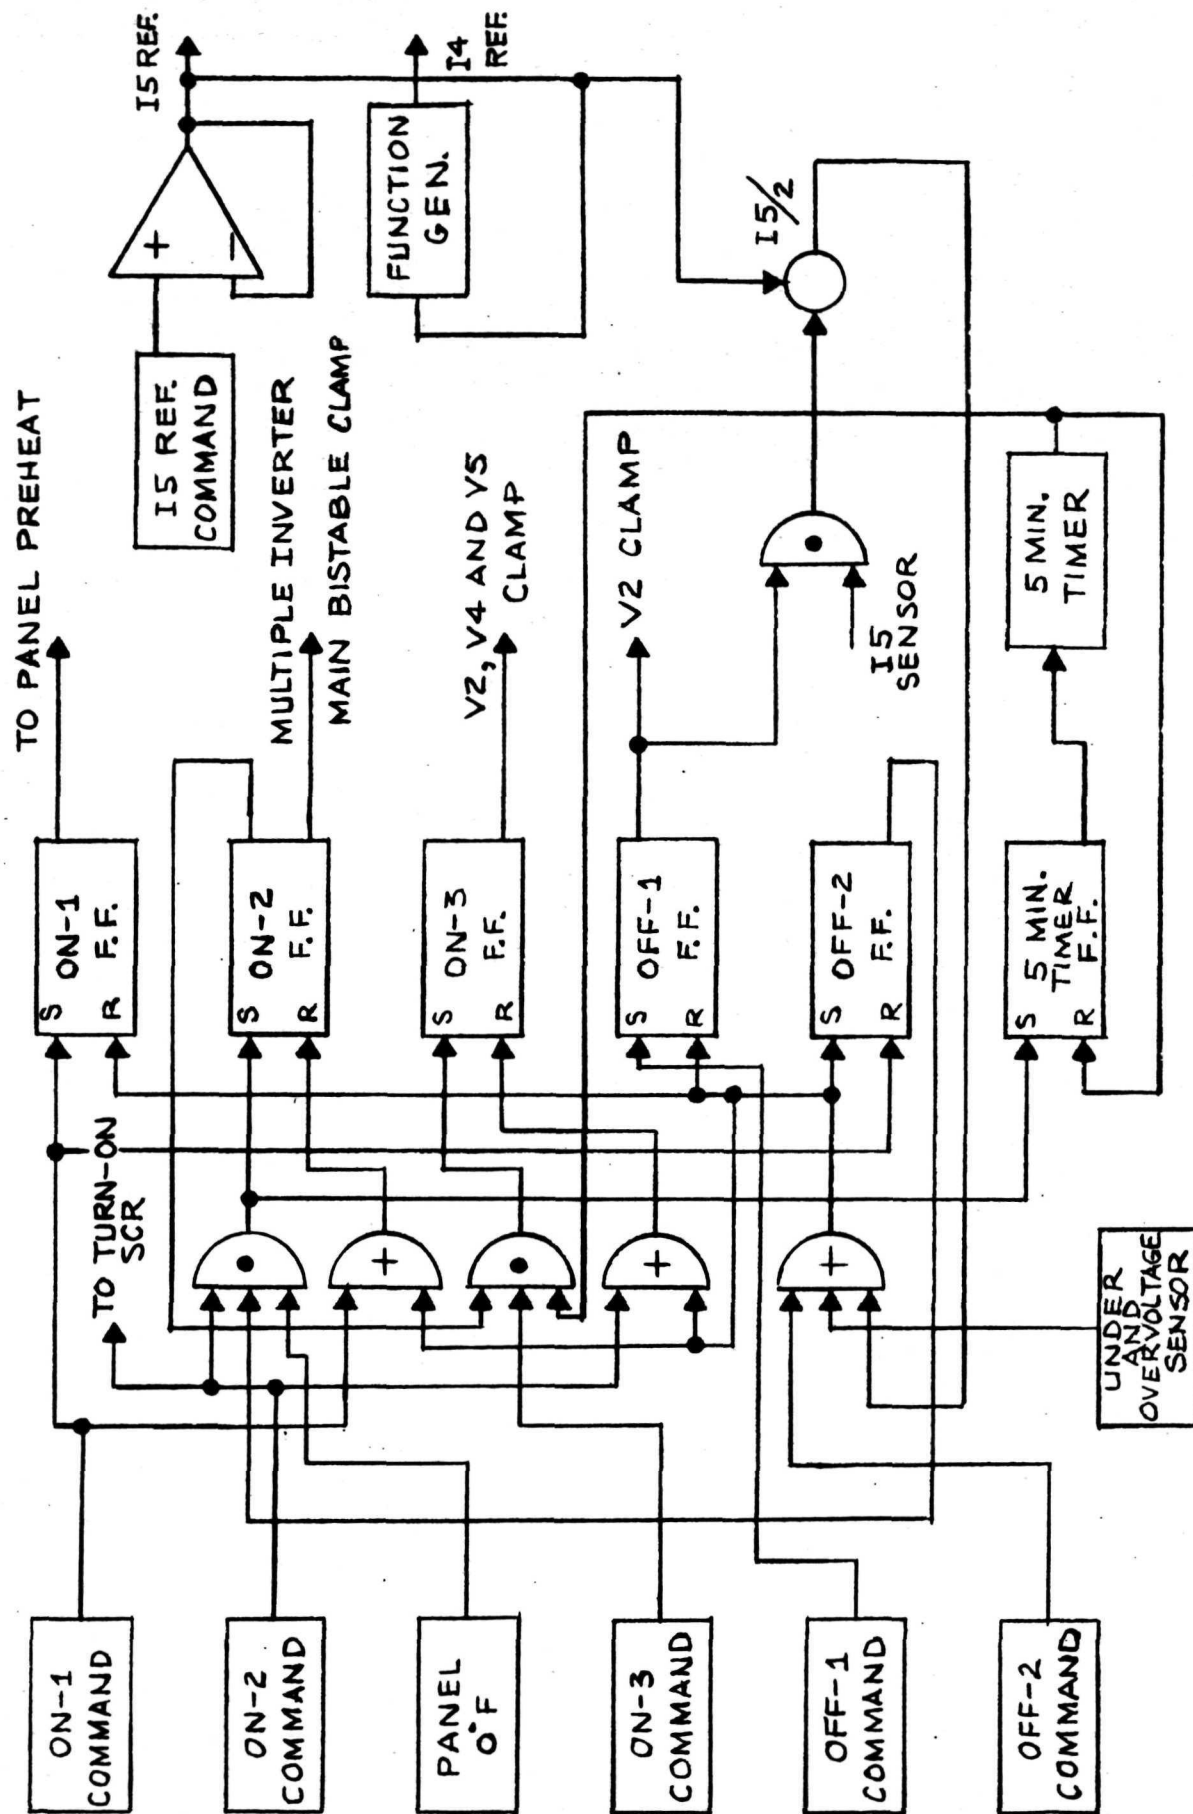 ON-1
COMMAND
ON-2
COMMAND
PANEL
0°F
ON-3
COMMAND
OFF-1
COMMAND
OFF-2
COMMAND
TO TURN-ON
SCR
+
+
+
UNDER
AND
OVERVOLTAGE
SENSOR
S
R
ON-1
F.F.
S
R
ON-2
F.F.
S
R
ON-3
F.F.
S
R
OFF-1
F.F.
S
R
OFF-2
F.F.
S
R
5 MIN.
TIMER
F.F.
TO PANEL PREHEAT
MULTIPLE INVERTER
MAIN BISTABLE CLAMP
V2, V4 AND V5
CLAMP
V2 CLAMP
I5
SENSOR
5 MIN.
TIMER
I5 REF.
COMMAND
+
−
I5 REF.
FUNCTION
GEN.
I4
REF.
I5/2